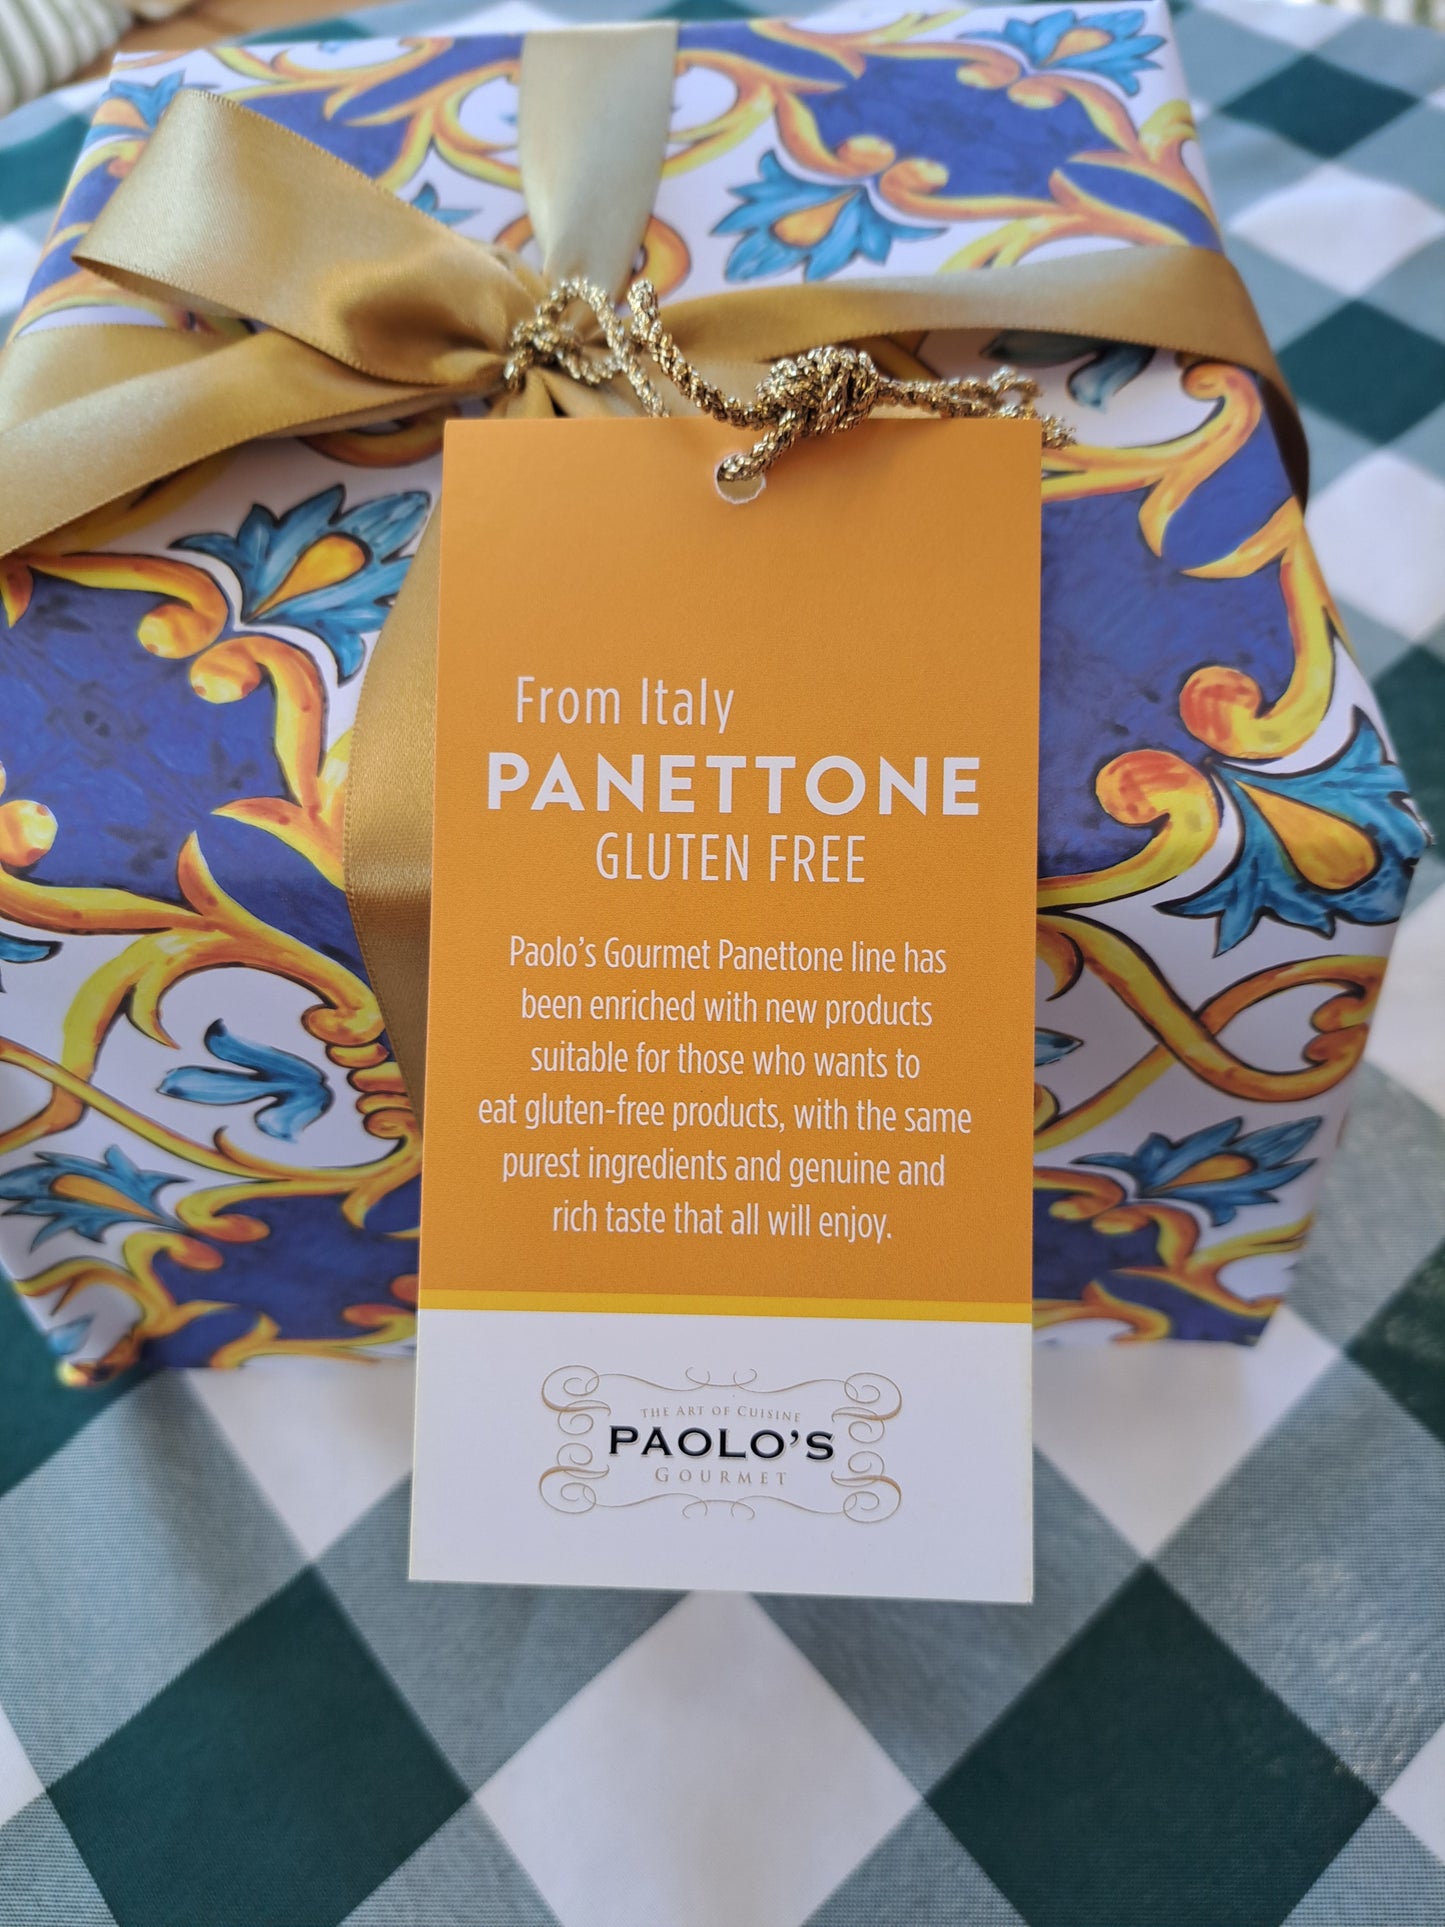 From Italy
PANETTONE
GLUTEN FREE
Paolo's Gourmet Panettone line has
been enriched with new products
suitable for those who wants to
eat gluten-free products, with the same
purest ingredients and genuine and
rich taste that all will enjoy.
THE ART OF CUISINE
PAOLO'S
GOURMET